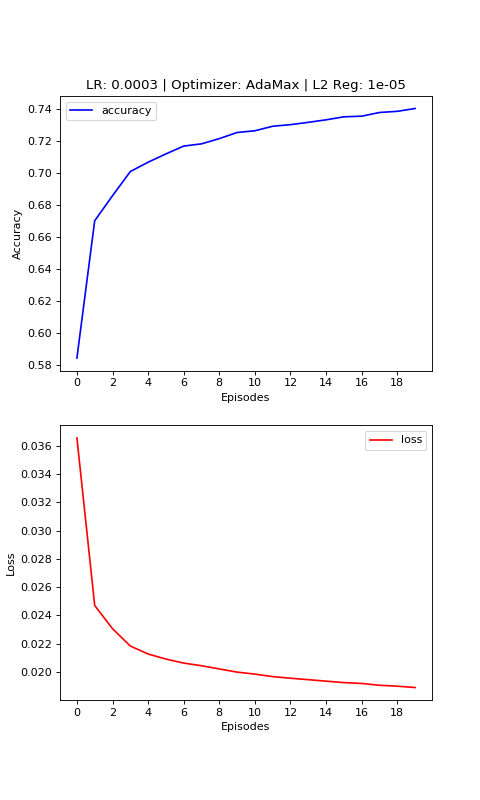 LR: 0.0003 | Optimizer: AdaMax | L2 Reg: 1e-05
accuracy
0.74
0.72
0.70
0.68
0.66
0.64
0.62
0.60
0.58
Accuracy
0 2 4 6 8 10 12 14 16 18
Episodes
loss
0.036
0.034
0.032
0.030
0.028
0.026
0.024
0.022
0.020
Loss
0 2 4 6 8 10 12 14 16 18
Episodes